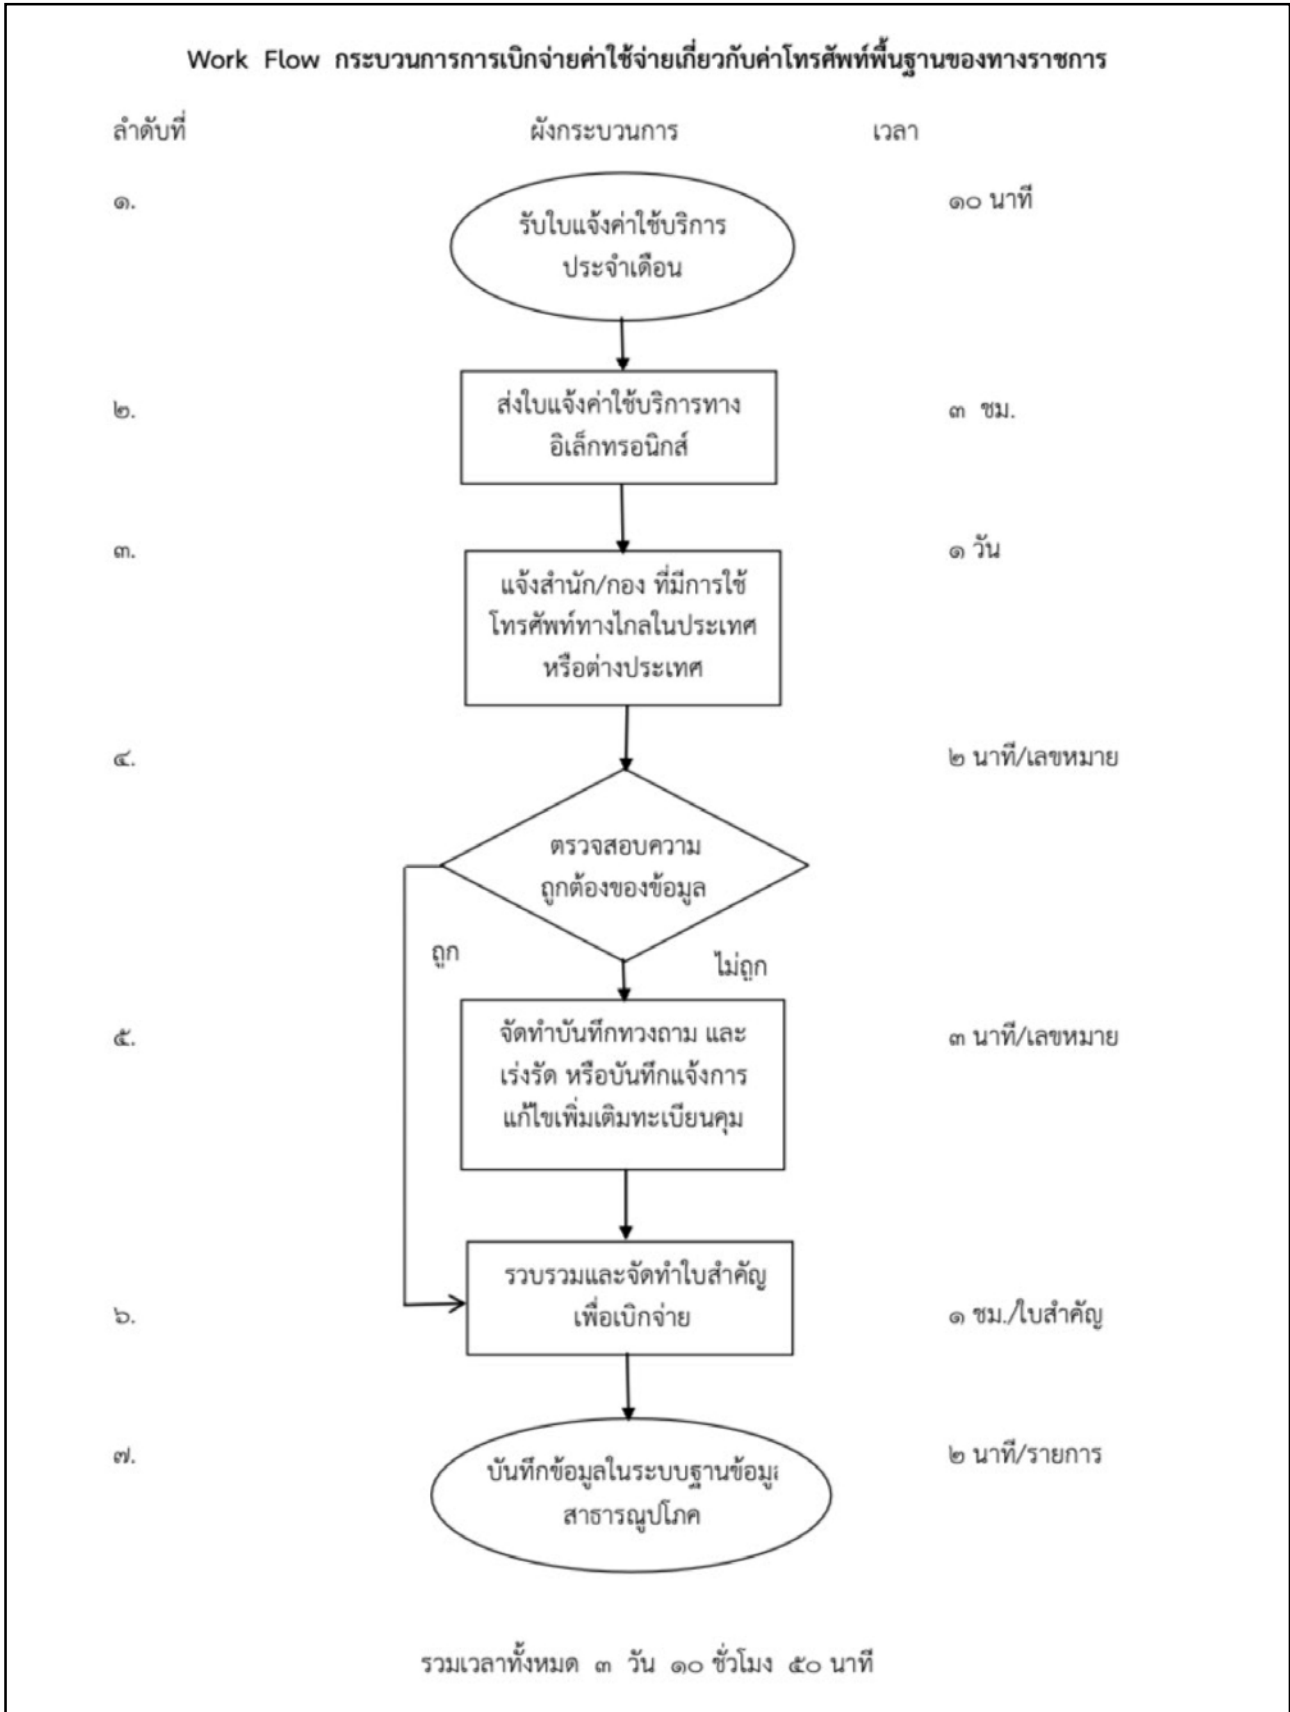 Work Flow กระบวนการการเบิกจ่ายค่าใช้จ่ายเกี่ยวกับค่าโทรศัพท์พื้นฐานของทางราชการ
ลำดับที่ ผังกระบวนการ เวลา
๑. ๑๐ นาที
รับใบแจ้งค่าใช้บริการ
ประจำเดือน
๒. ส่งใบแจ้งค่าใช้บริการทาง ๓ ชม.
อิเล็กทรอนิกส์
๓. ๑ วัน
แจ้งสำนัก/กอง ที่มีการใช้
โทรศัพท์ทางไกลในประเทศ
หรือต่างประเทศ
๔. ๒ นาที/เลขหมาย
ตรวจสอบความ
ถูกต้องของข้อมูล
ถูก
ไม่ถูก
๕. จัดทำบันทึกทวงถาม และ ๓ นาที/เลขหมาย
เร่งรัด หรือบันทึกแจ้งการ
แก้ไขเพิ่มเติมทะเบียนคุม
รวบรวมและจัดทำใบสำคัญ
๖. เพื่อเบิกจ่าย ๑ ชม./ใบสำคัญ
๗. ๒ นาที/รายการ
บันทึกข้อมูลในระบบฐานข้อมูล
สาธารณูปโภค
รวมเวลาทั้งหมด ๓ วัน ๑๐ ชั่วโมง ๕๐ นาที